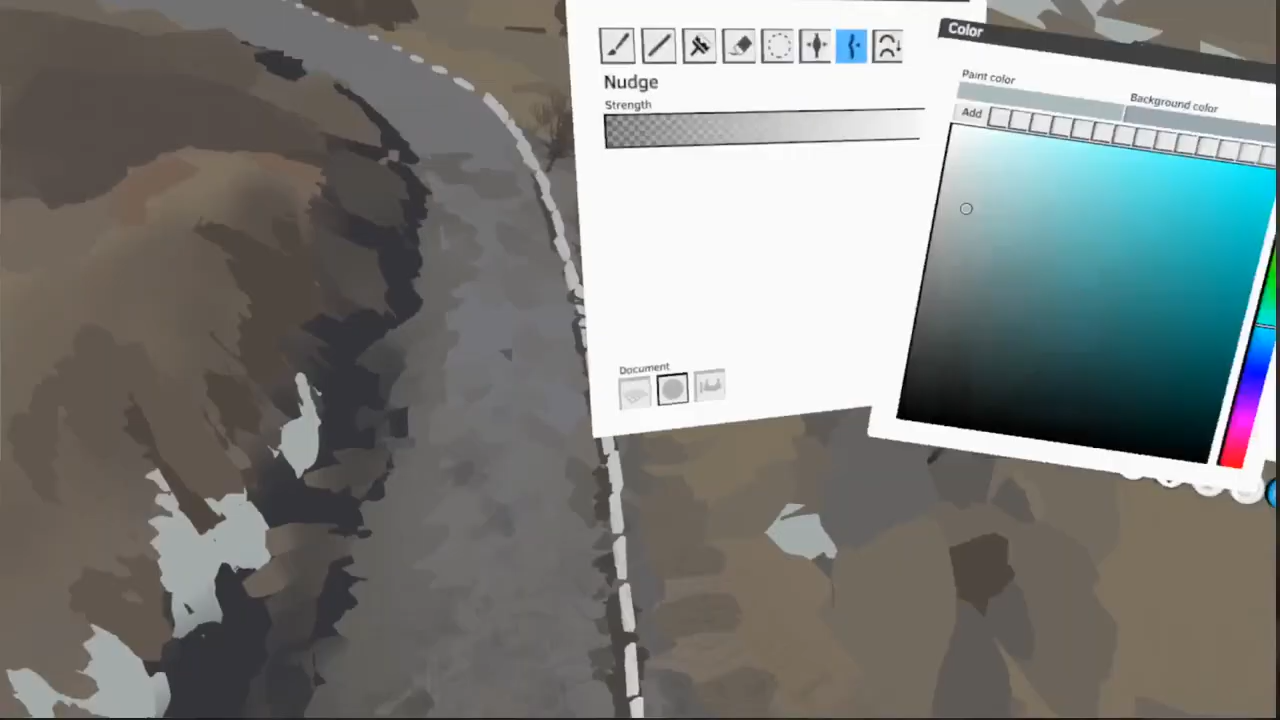 Nudge
Strength
Document
Color
Paint color
Background color
Add